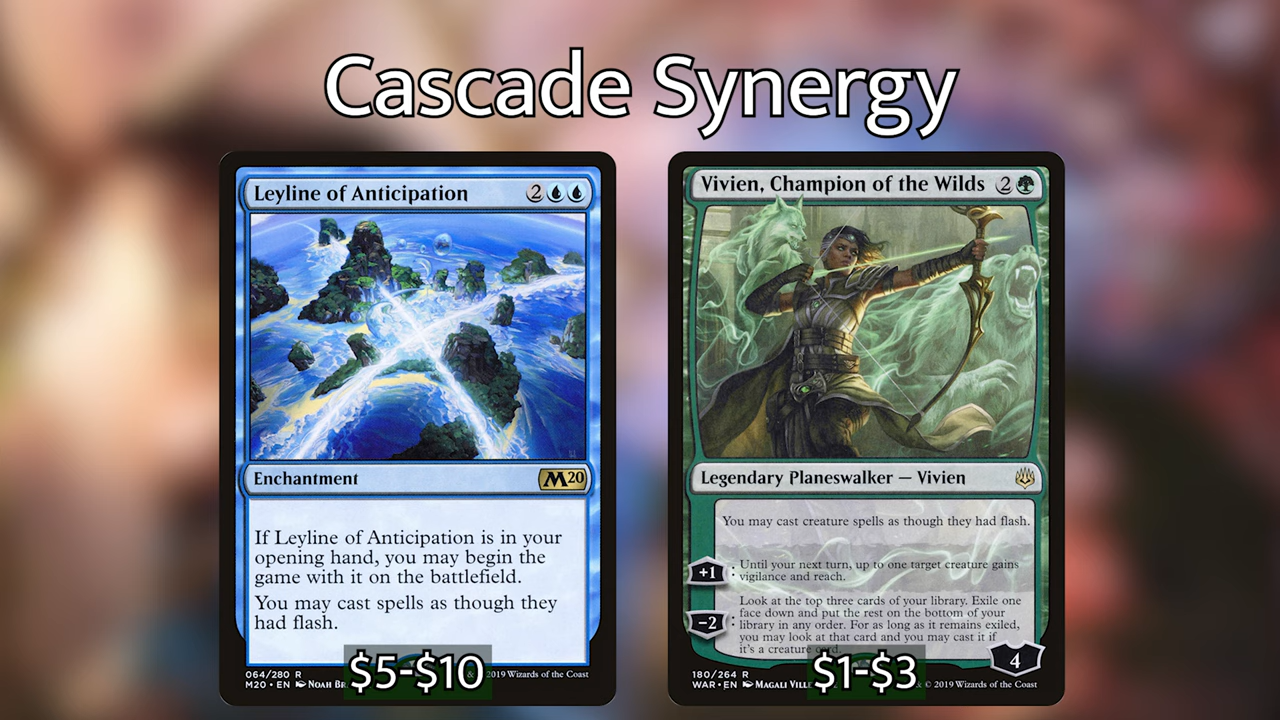 Cascade Synergy
Leyline of Anticipation 2
Enchantment
M20
If Leyline of Anticipation is in your
opening hand, you may begin the
game with it on the battlefield.
You may cast spells as though they
had flash.
064/280 R
M20 • EN
2019 Wizards of the Coast
$5-$10
Vivien, Champion of the Wilds 2
Legendary Planeswalker — Vivien
You may cast creature spells as though they had flash.
+1: Until your next turn, up to one target creature gains
vigilance and reach.
−2: Look at the top three cards of your library. Exile one
face down and put the rest on the bottom of your
library in any order. For as long as it remains exiled,
you may look at that card and you may cast it if
it's a creature card.
4
180/264 R
WAR • EN Magali
© 2019 Wizards of the Coast
$1-$3